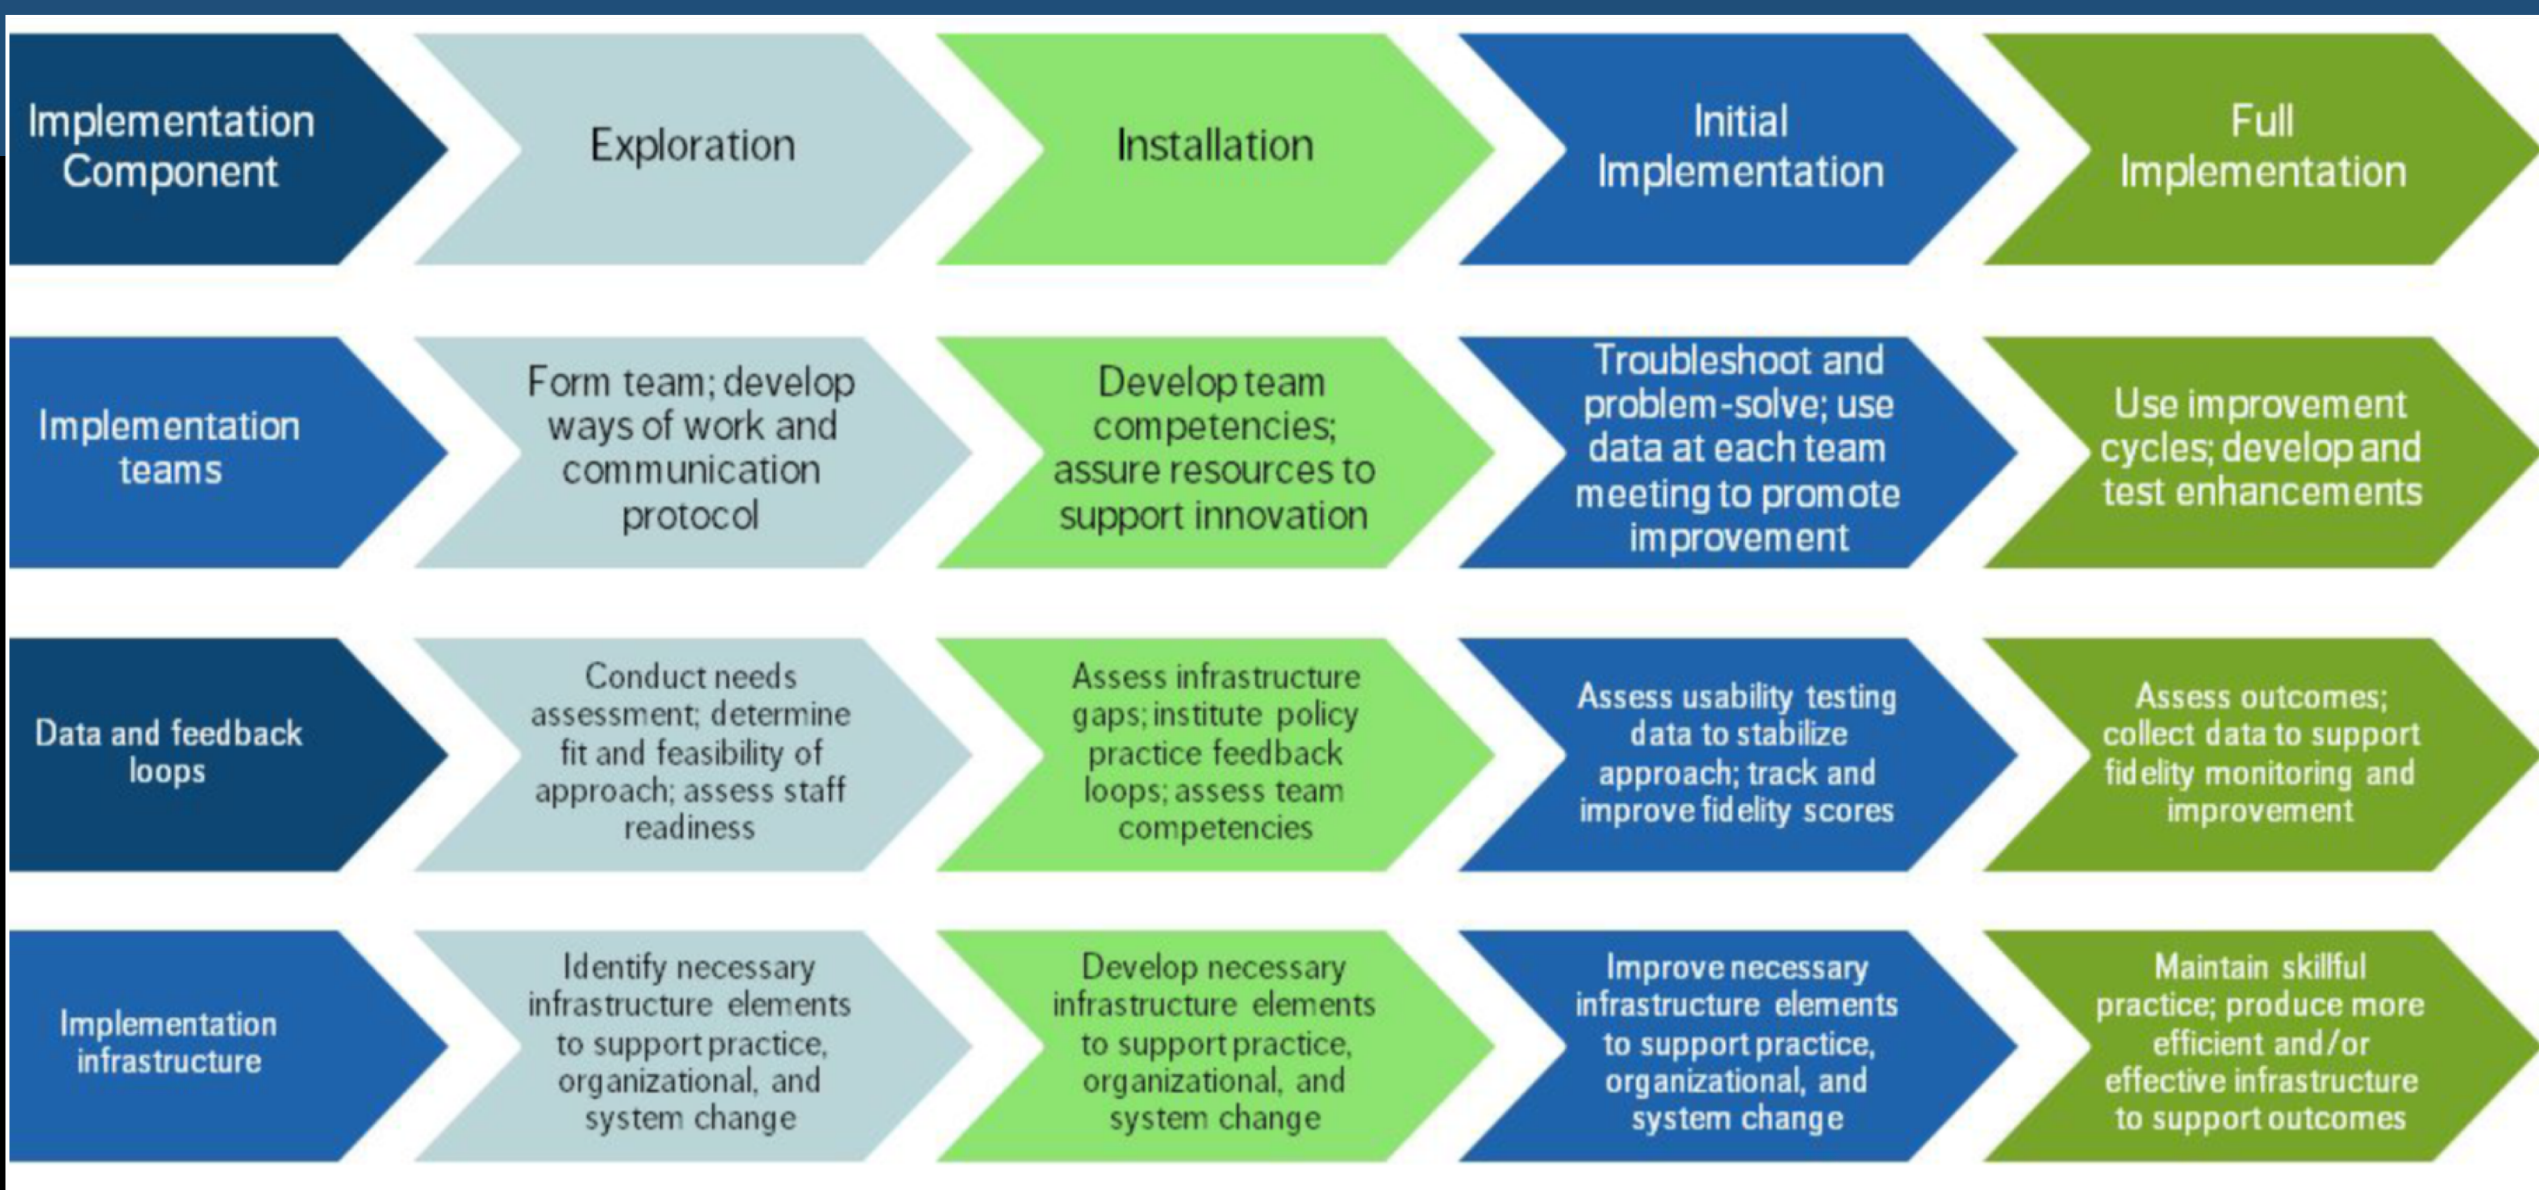 Implementation
Component
Exploration
Installation
Initial
Implementation
Full
Implementation
Implementation
teams
Form team; develop
ways of work and
communication
protocol
Develop team
competencies;
assure resources to
support innovation
Troubleshoot and
problem-solve; use
data at each team
meeting to promote
improvement
Use improvement
cycles; develop and
test enhancements
Data and feedback
loops
Conduct needs
assessment; determine
fit and feasibility of
approach; assess staff
readiness
Assess infrastructure
gaps; institute policy
practice feedback
loops; assess team
competencies
Assess usability testing
data to stabilize
approach; track and
improve fidelity scores
Assess outcomes;
collect data to support
fidelity monitoring and
improvement
Implementation
infrastructure
Identify necessary
infrastructure elements
to support practice,
organizational, and
system change
Develop necessary
infrastructure elements
to support practice,
organizational, and
system change
Improve necessary
infrastructure elements
to support practice,
organizational, and
system change
Maintain skillful
practice; produce more
efficient and/or
effective infrastructure
to support outcomes